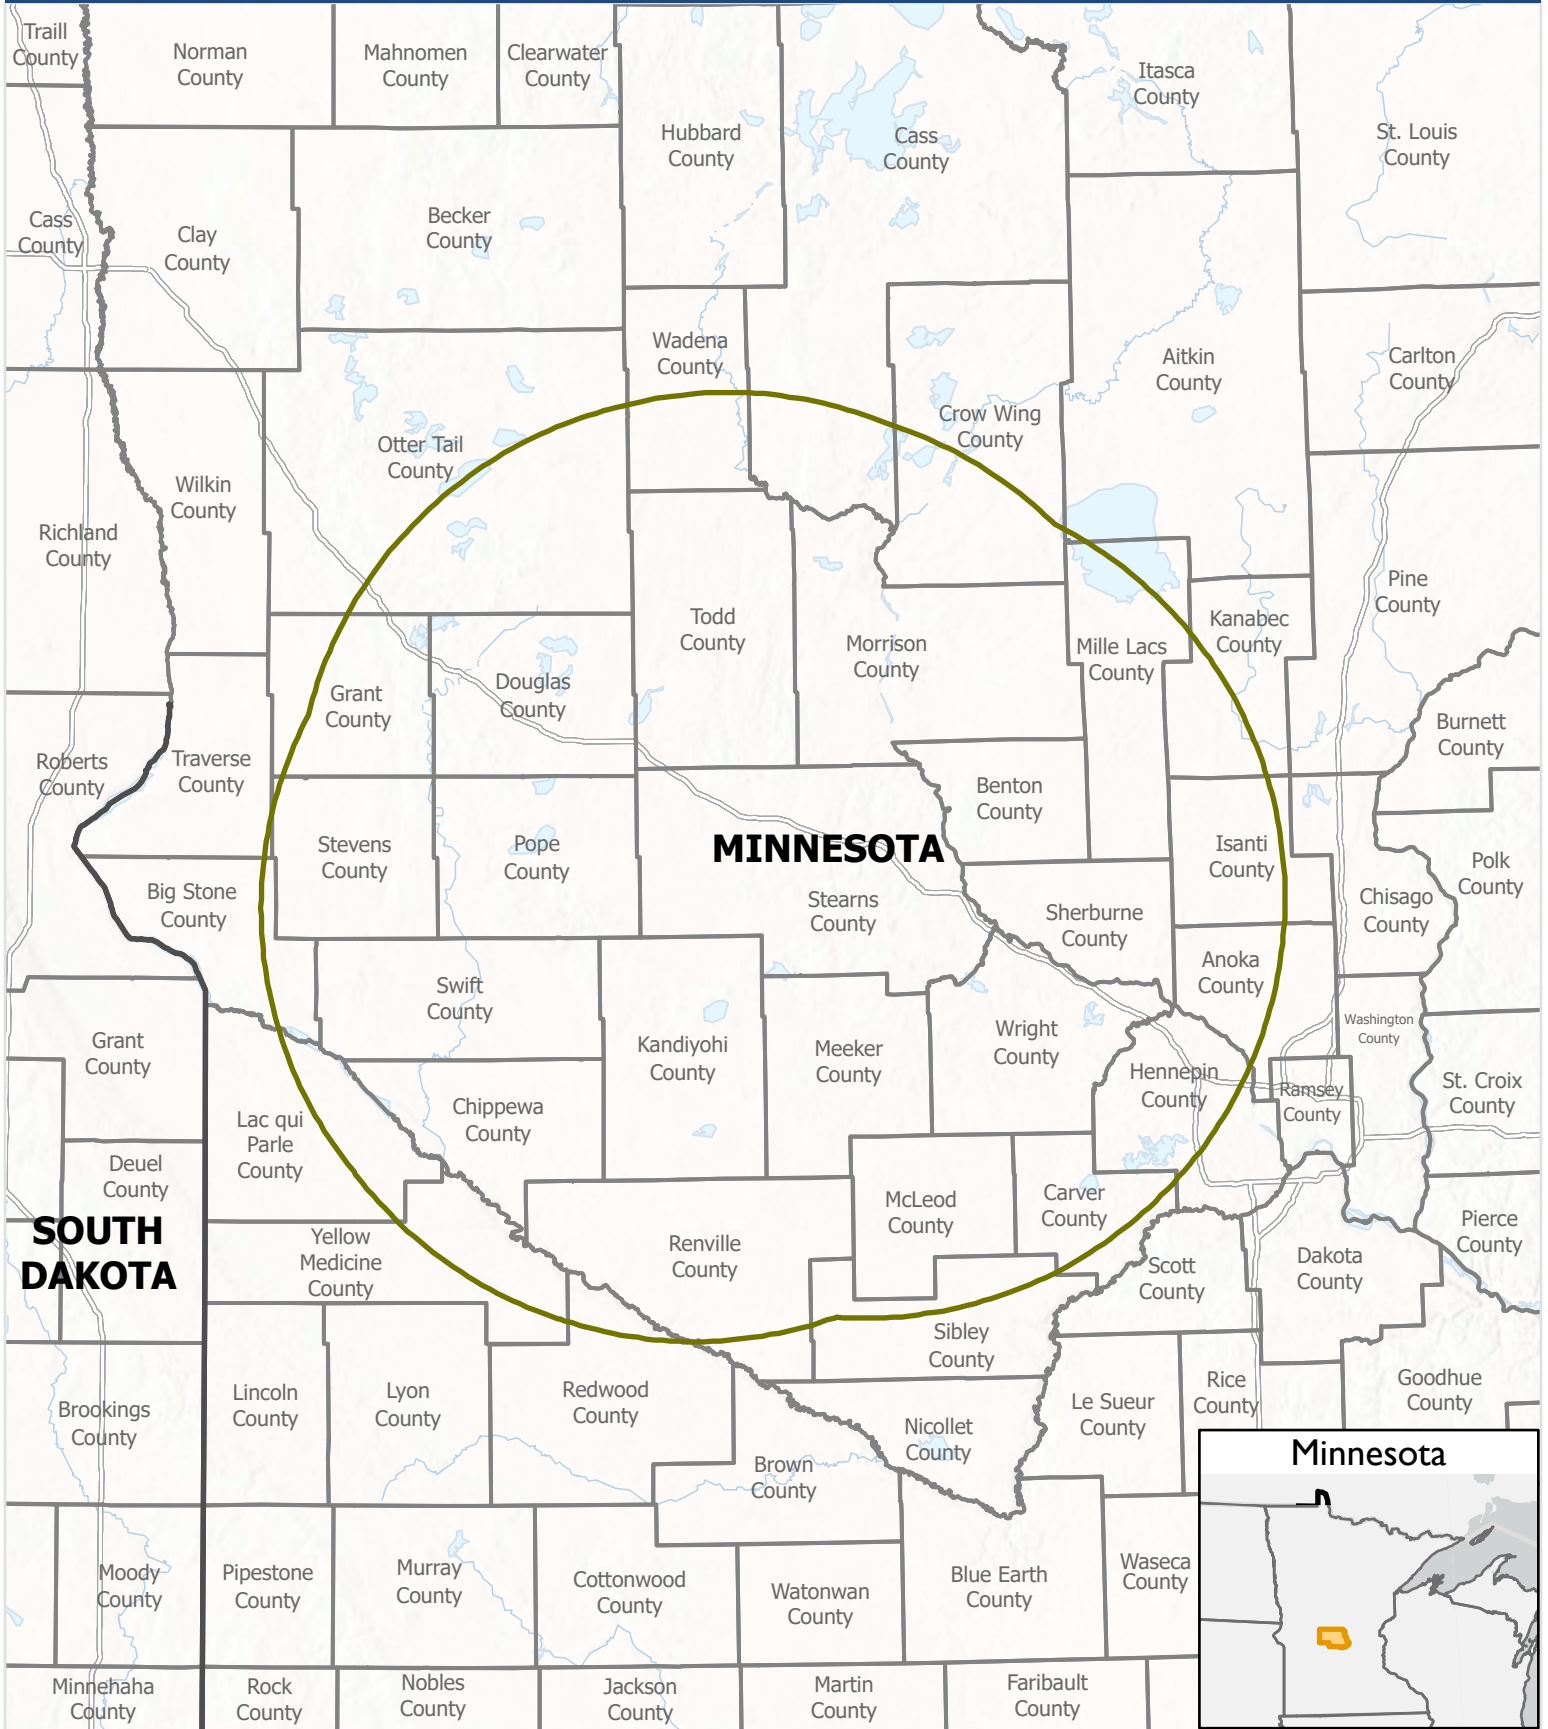 Traill
County
Norman
County
Mahnomen
County
Clearwater
County
Hubbard
County
Cass
County
Itasca
County
St. Louis
County
Cass
County
Clay
County
Becker
County
Wadena
County
Crow Wing
County
Aitkin
County
Carlton
County
Richland
County
Wilkin
County
Otter Tail
County
Todd
County
Morrison
County
Mille Lacs
County
Kanabec
County
Pine
County
Roberts
County
Traverse
County
Grant
County
Douglas
County
Benton
County
Burnett
County
Big Stone
County
Stevens
County
Pope
County
MINNESOTA
Stearns
County
Sherburne
County
Isanti
County
Chisago
County
Polk
County
Grant
County
Swift
County
Kandiyohi
County
Meeker
County
Wright
County
Anoka
County
Washington
County
Hennepin
County
Ramsey
County
St. Croix
County
Deuel
County
Lac qui
Parle
County
Chippewa
County
SOUTH
DAKOTA
Yellow
Medicine
County
Renville
County
McLeod
County
Carver
County
Scott
County
Dakota
County
Pierce
County
Brookings
County
Lincoln
County
Lyon
County
Redwood
County
Sibley
County
Nicollet
County
Le Sueur
County
Rice
County
Goodhue
County
Brown
County
Moody
County
Pipestone
County
Murray
County
Cottonwood
County
Watonwan
County
Blue Earth
County
Waseca
County
Minnehaha
County
Rock
County
Nobles
County
Jackson
County
Martin
County
Faribault
County
Minnesota